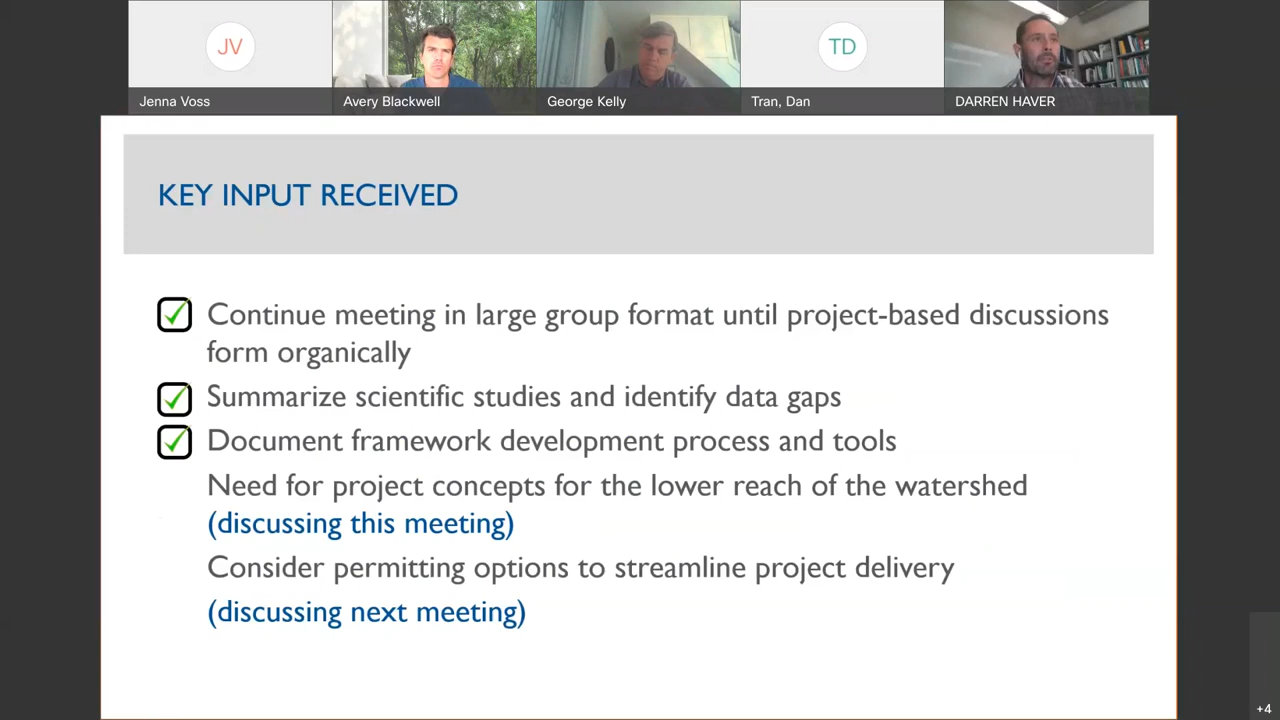 JV
TD
Jenna Voss
Avery Blackwell
George Kelly
Tran, Dan
DARREN HAVER
KEY INPUT RECEIVED
Continue meeting in large group format until project-based discussions
form organically
Summarize scientific studies and identify data gaps
Document framework development process and tools
Need for project concepts for the lower reach of the watershed
(discussing this meeting)
Consider permitting options to streamline project delivery
(discussing next meeting)
+4